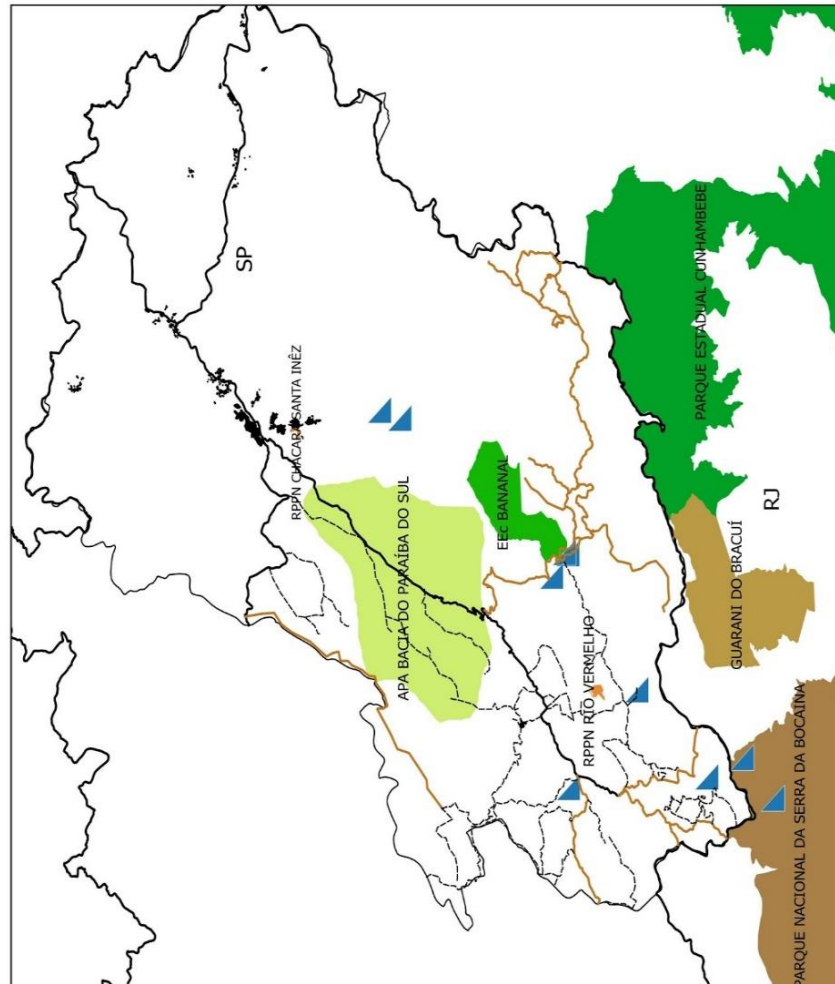 SP
RPPN CHACARA SANTA INÊZ
APA BACIA DO PARAÍBA DO SUL
EEc BANANAL
RPPN RIO VERMELHO
PARQUE ESTADUAL CUNHAMBEBE
RJ
GUARANI DO BRACUÍ
PARQUE NACIONAL DA SERRA DA BOCAINA